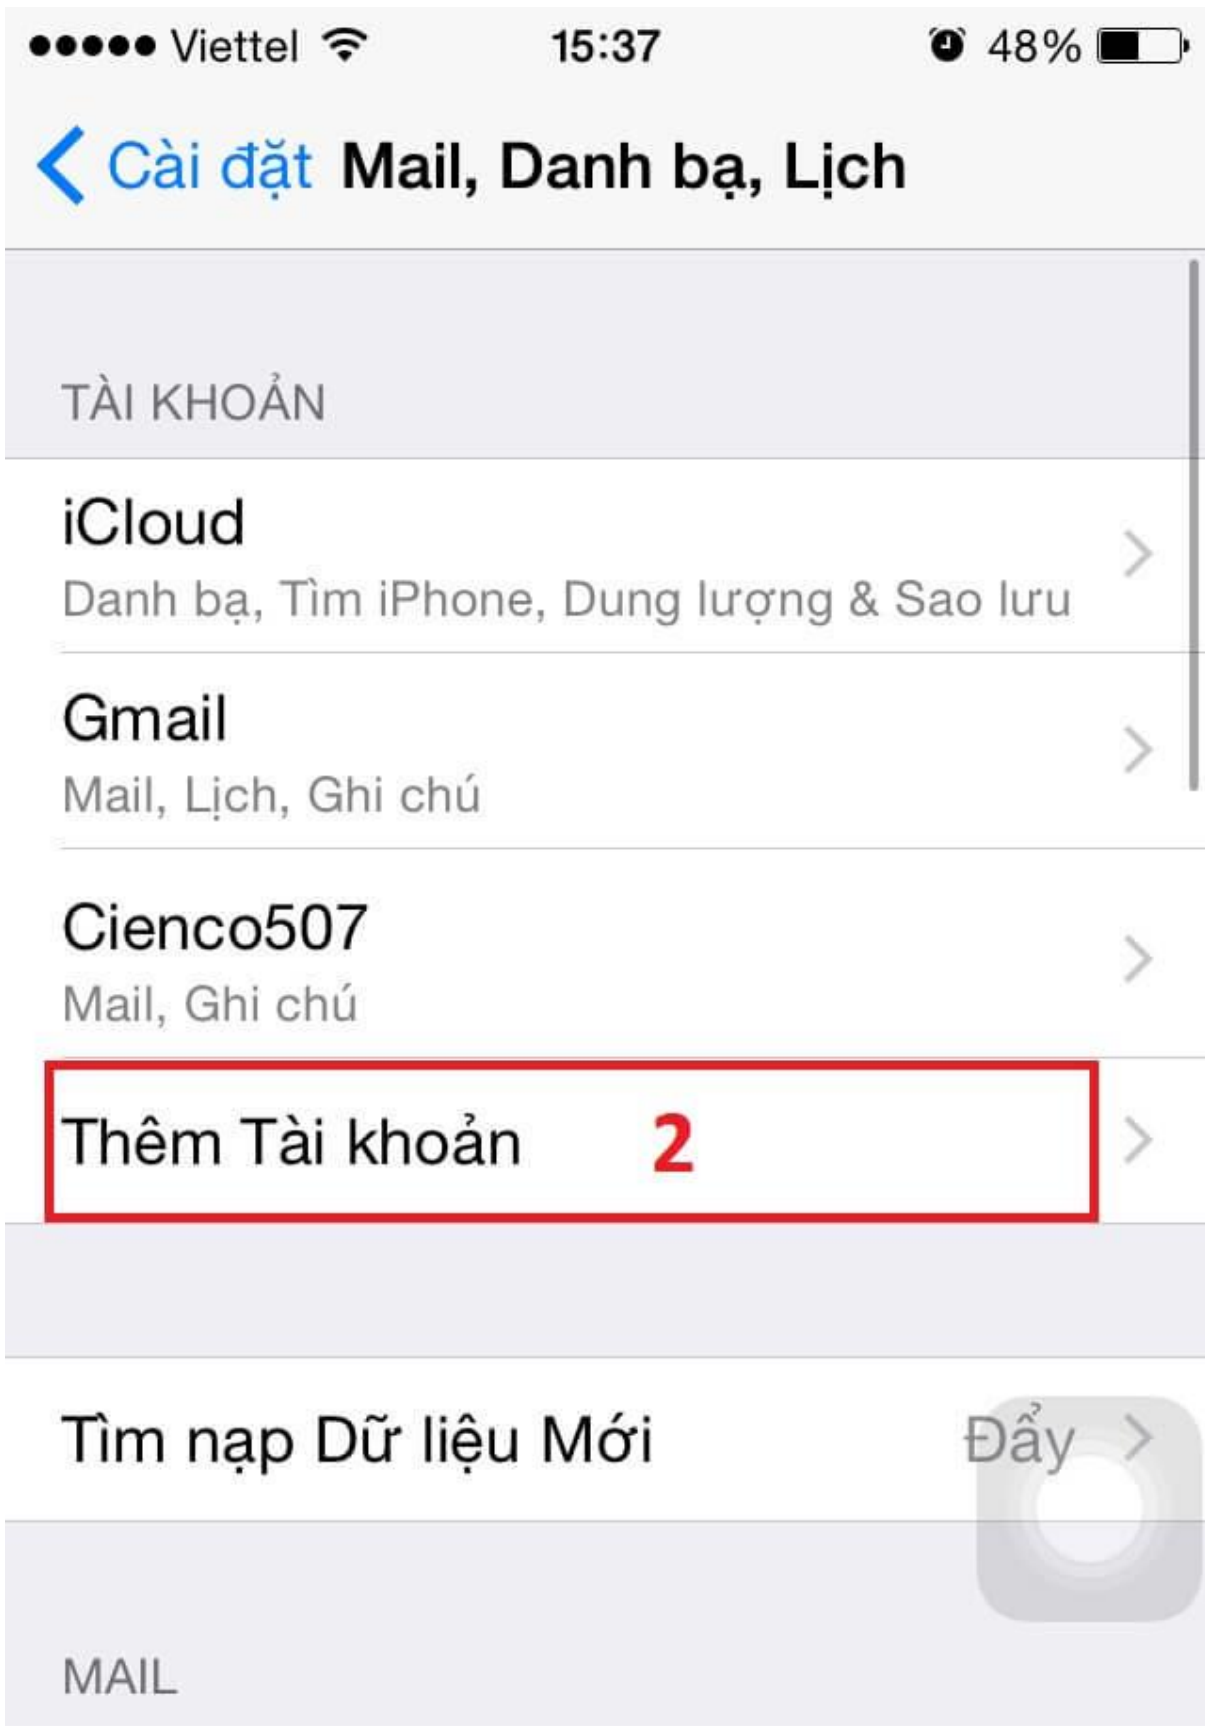 Viettel 15:37 48%
Cài đặt Mail, Danh bạ, Lịch
TÀI KHOẢN
iCloud
Danh bạ, Tìm iPhone, Dung lượng & Sao lưu
Gmail
Mail, Lịch, Ghi chú
Cienco507
Mail, Ghi chú
Thêm Tài khoản 2
Tìm nạp Dữ liệu Mới Đẩy
MAIL